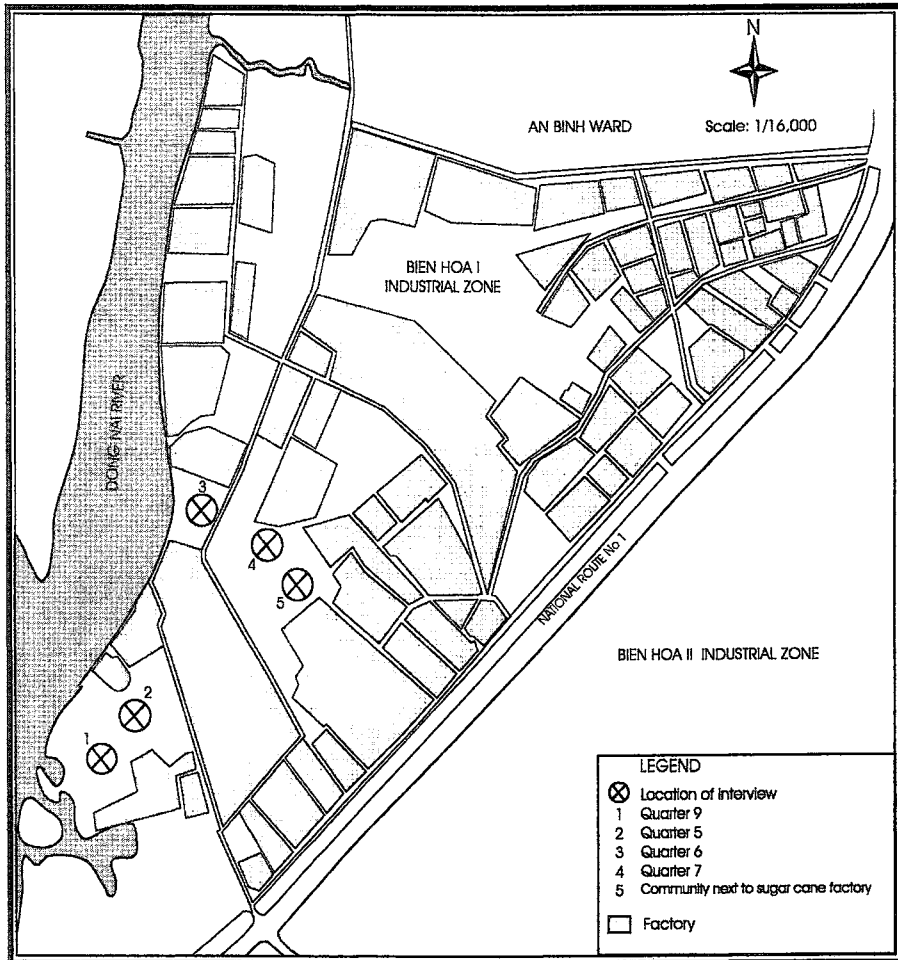 N
AN BINH WARD
Scale: 1/16,000
BIEN HOA I
INDUSTRIAL ZONE
DONG NAI RIVER
3
4
5
NATIONAL ROUTE No 1
BIEN HOA II INDUSTRIAL ZONE
2
1
LEGEND
Location of interview
1 Quarter 9
2 Quarter 5
3 Quarter 6
4 Quarter 7
5 Community next to sugar cane factory
Factory